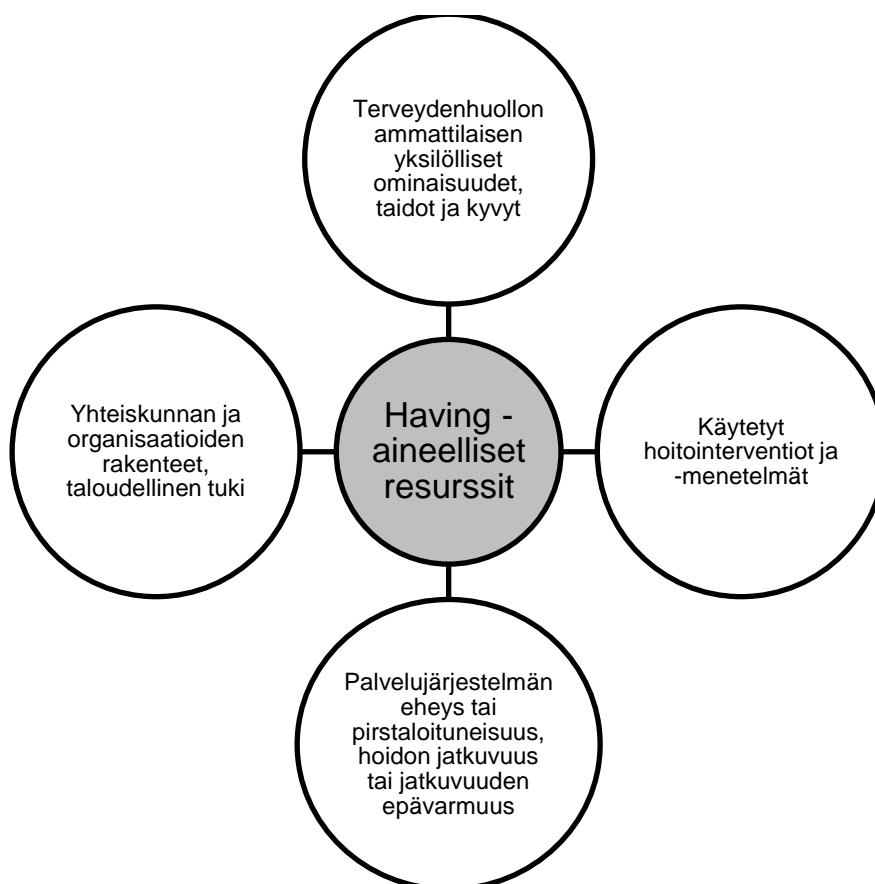 Terveydenhuollon
ammattilaisen
yksilölliset
ominaisuudet,
taidot ja kyvyt
Yhteiskunnan ja
organisaatioiden
rakenteet,
taloudellinen tuki
Having -
aineelliset
resurssit
Käytetyt
hoitointerventiot ja
-menetelmät
Palvelujärjestelmän
eheys tai
pirstaloituneisuus,
hoidon jatkuvuus
tai jatkuvuuden
epävarmuus